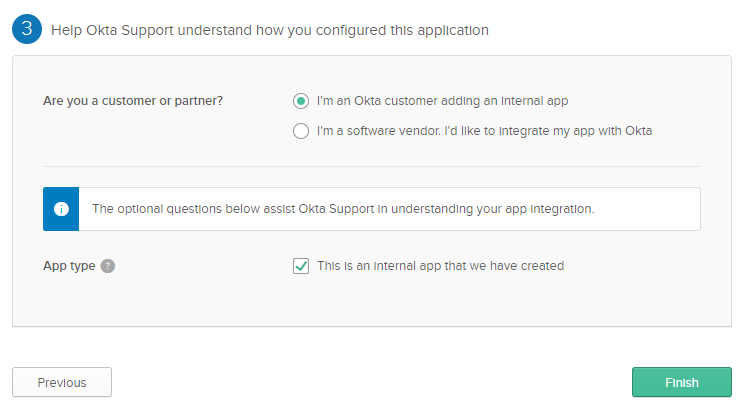 3 Help Okta Support understand how you configured this application
Are you a customer or partner?
I'm an Okta customer adding an internal app
I'm a software vendor. I'd like to integrate my app with Okta
i The optional questions below assist Okta Support in understanding your app integration.
App type ?
This is an internal app that we have created
Previous
Finish